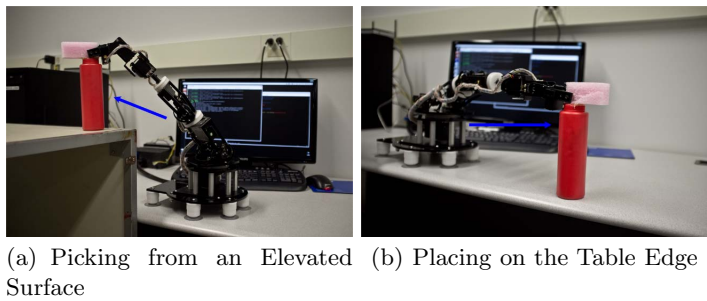 (a) Picking from an Elevated
Surface
(b) Placing on the Table Edge